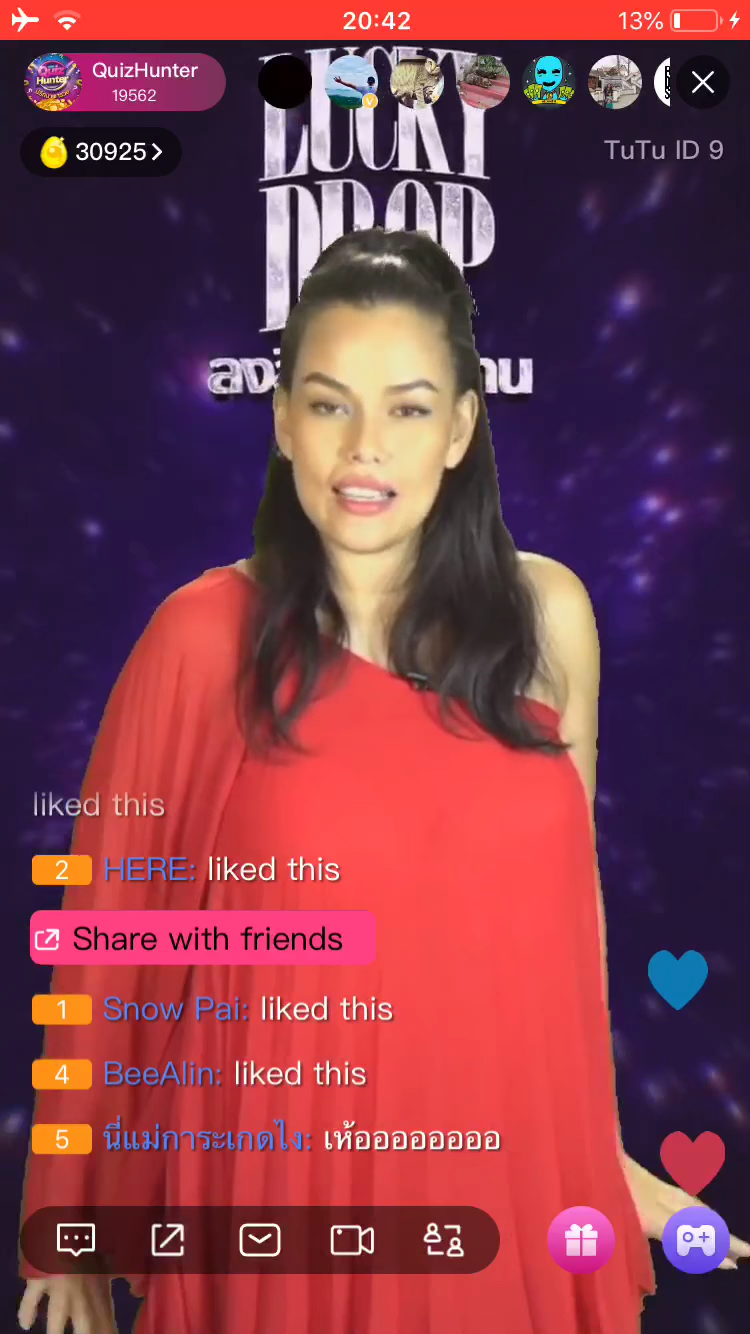 20:42
13%
QuizHunter
19562
30925
TuTu ID 9
LUCKY
DROP
liked this
2 HERE: liked this
Share with friends
1 Snow Pai: liked this
4 BeeAlin: liked this
5 นี่แม่การะเกดไง: เห้ออออออออ